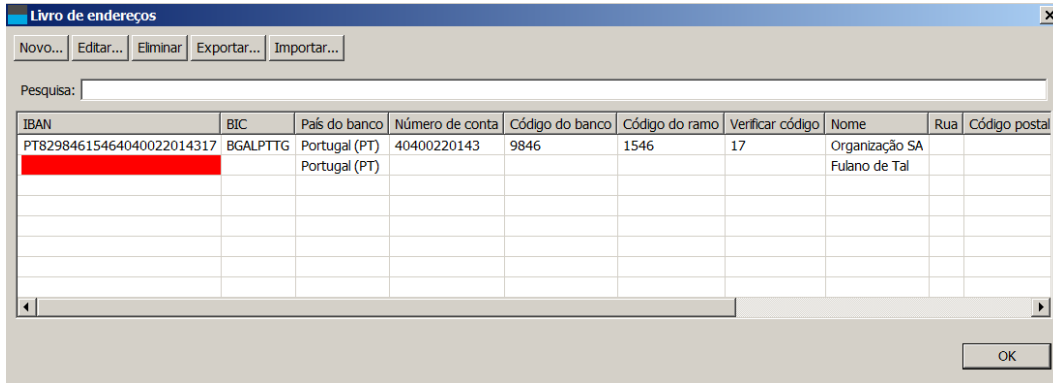 Livro de endereços
Novo... Editar... Eliminar Exportar... Importar...
Pesquisa:
IBAN BIC País do banco Número de conta Código do banco Código do ramo Verificar código Nome Rua Código postal
PT82984615464040022014317 BGALPTTG Portugal (PT) 40400220143 9846 1546 17 Organização SA
Portugal (PT) Fulano de Tal
OK